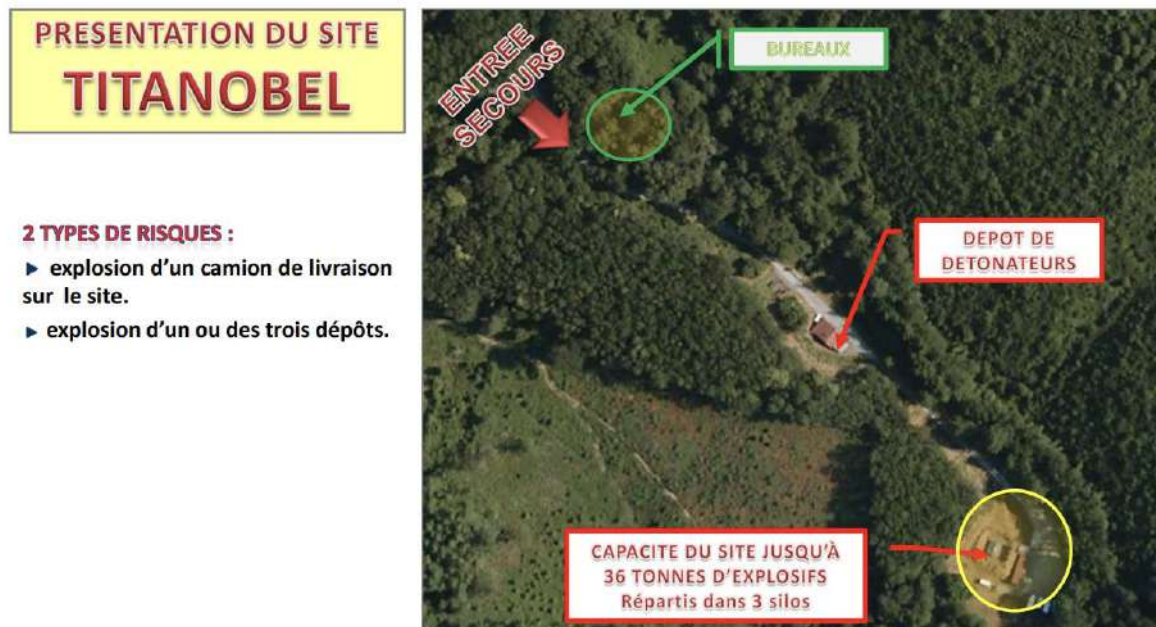 PRESENTATION DU SITE
TITANOBEL
2 TYPES DE RISQUES :
► explosion d’un camion de livraison
sur le site.
► explosion d’un ou des trois dépôts.
ENTREE
SECOURS
BUREAUX
DEPOT DE
DETONATEURS
CAPACITE DU SITE JUSQU’À
36 TONNES D’EXPLOSIFS
Répartis dans 3 silos